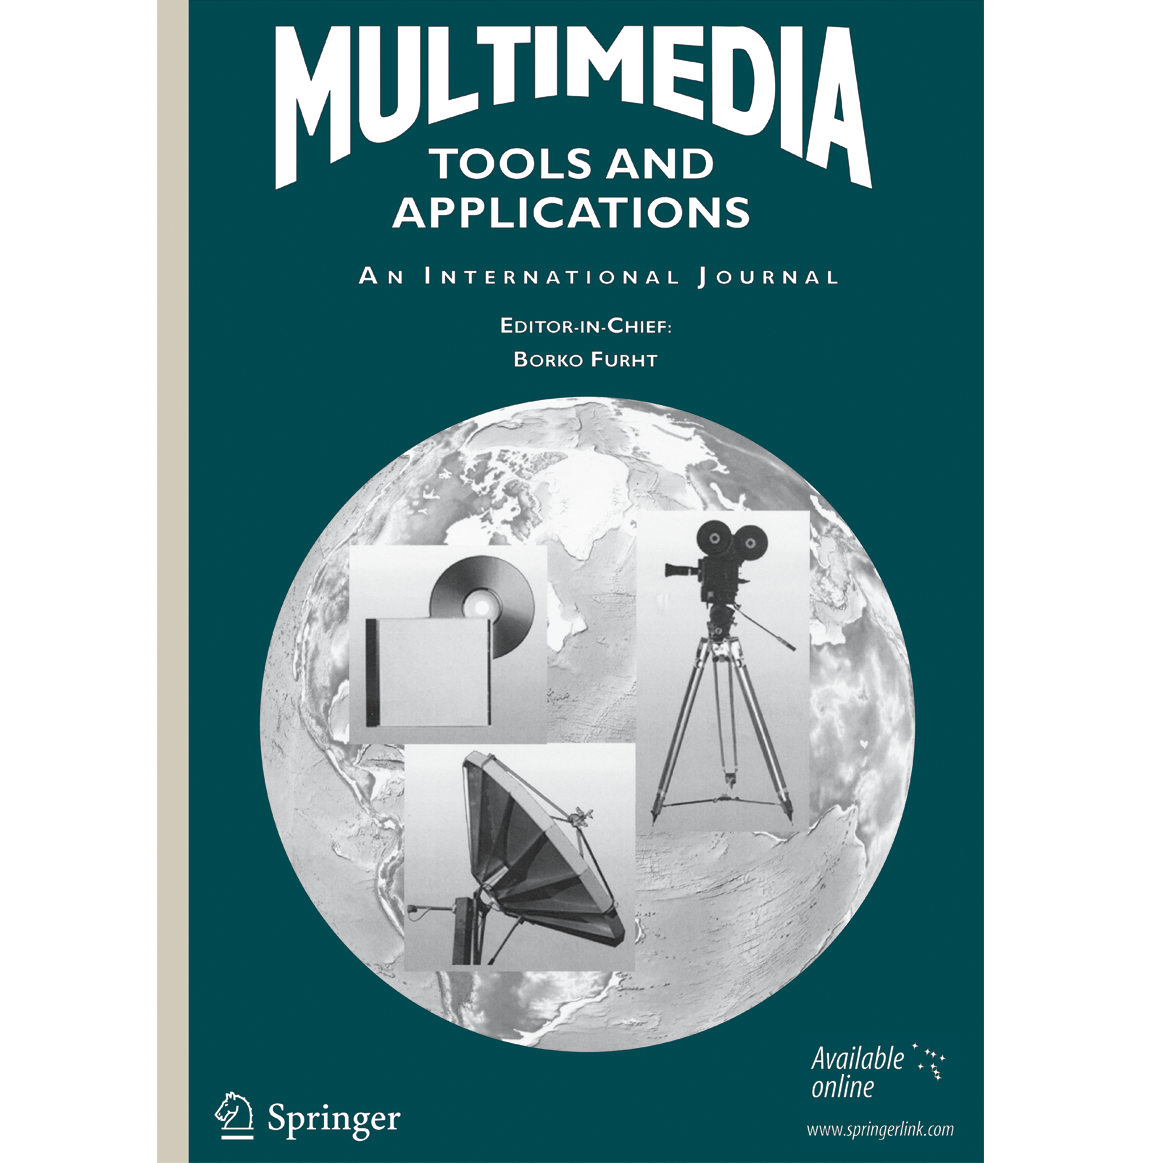 MULTIMEDIA
TOOLS AND
APPLICATIONS
AN INTERNATIONAL JOURNAL
EDITOR-IN-CHIEF:
BORKO FURHT
Available
online
www.springerlink.com
Springer